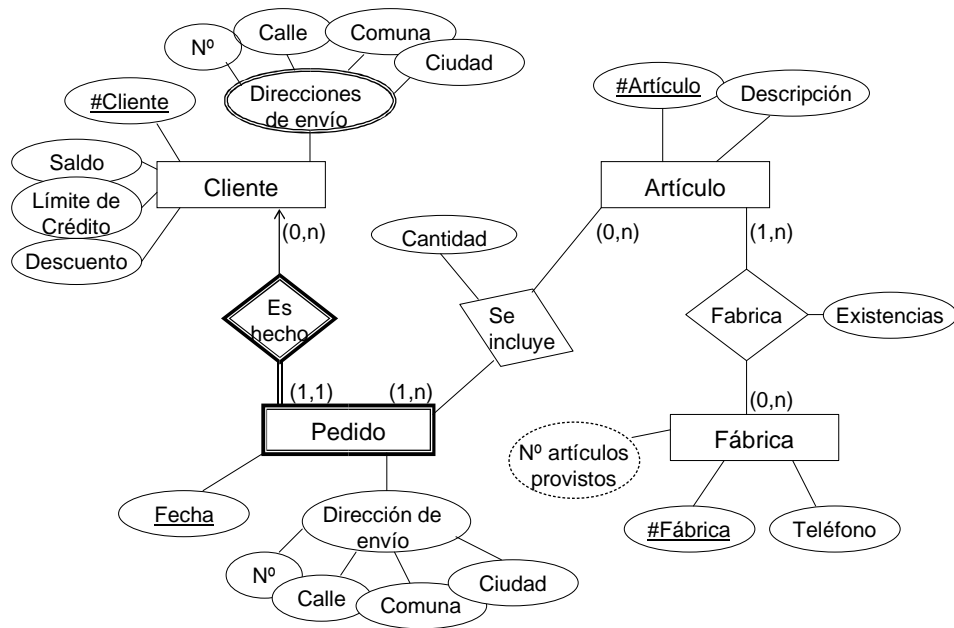 Nº
Calle
Comuna
Ciudad
#Cliente
Direcciones
de envío
#Artículo
Descripción
Saldo
Límite de
Crédito
Descuento
Cliente
Artículo
(0,n)
Cantidad
(0,n)
(1,n)
Es
hecho
Se
incluye
Fabrica
Existencias
(1,1)
(1,n)
(0,n)
Pedido
Fábrica
Nº artículos
provistos
Fecha
Dirección de
envío
#Fábrica
Teléfono
Nº
Calle
Comuna
Ciudad